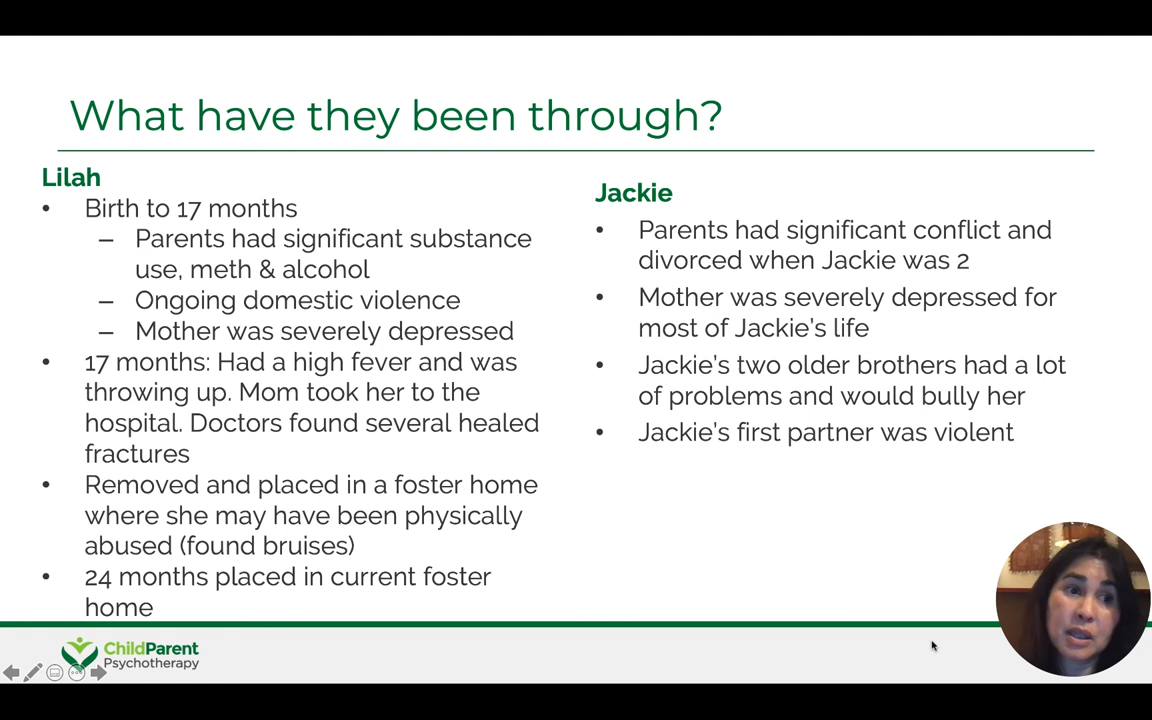 What have they been through?
Lilah
• Birth to 17 months
– Parents had significant substance
use, meth & alcohol
– Ongoing domestic violence
– Mother was severely depressed
• 17 months: Had a high fever and was
throwing up. Mom took her to the
hospital. Doctors found several healed
fractures
• Removed and placed in a foster home
where she may have been physically
abused (found bruises)
• 24 months placed in current foster
home
Jackie
• Parents had significant conflict and
divorced when Jackie was 2
• Mother was severely depressed for
most of Jackie's life
• Jackie's two older brothers had a lot
of problems and would bully her
• Jackie's first partner was violent
ChildParent
Psychotherapy